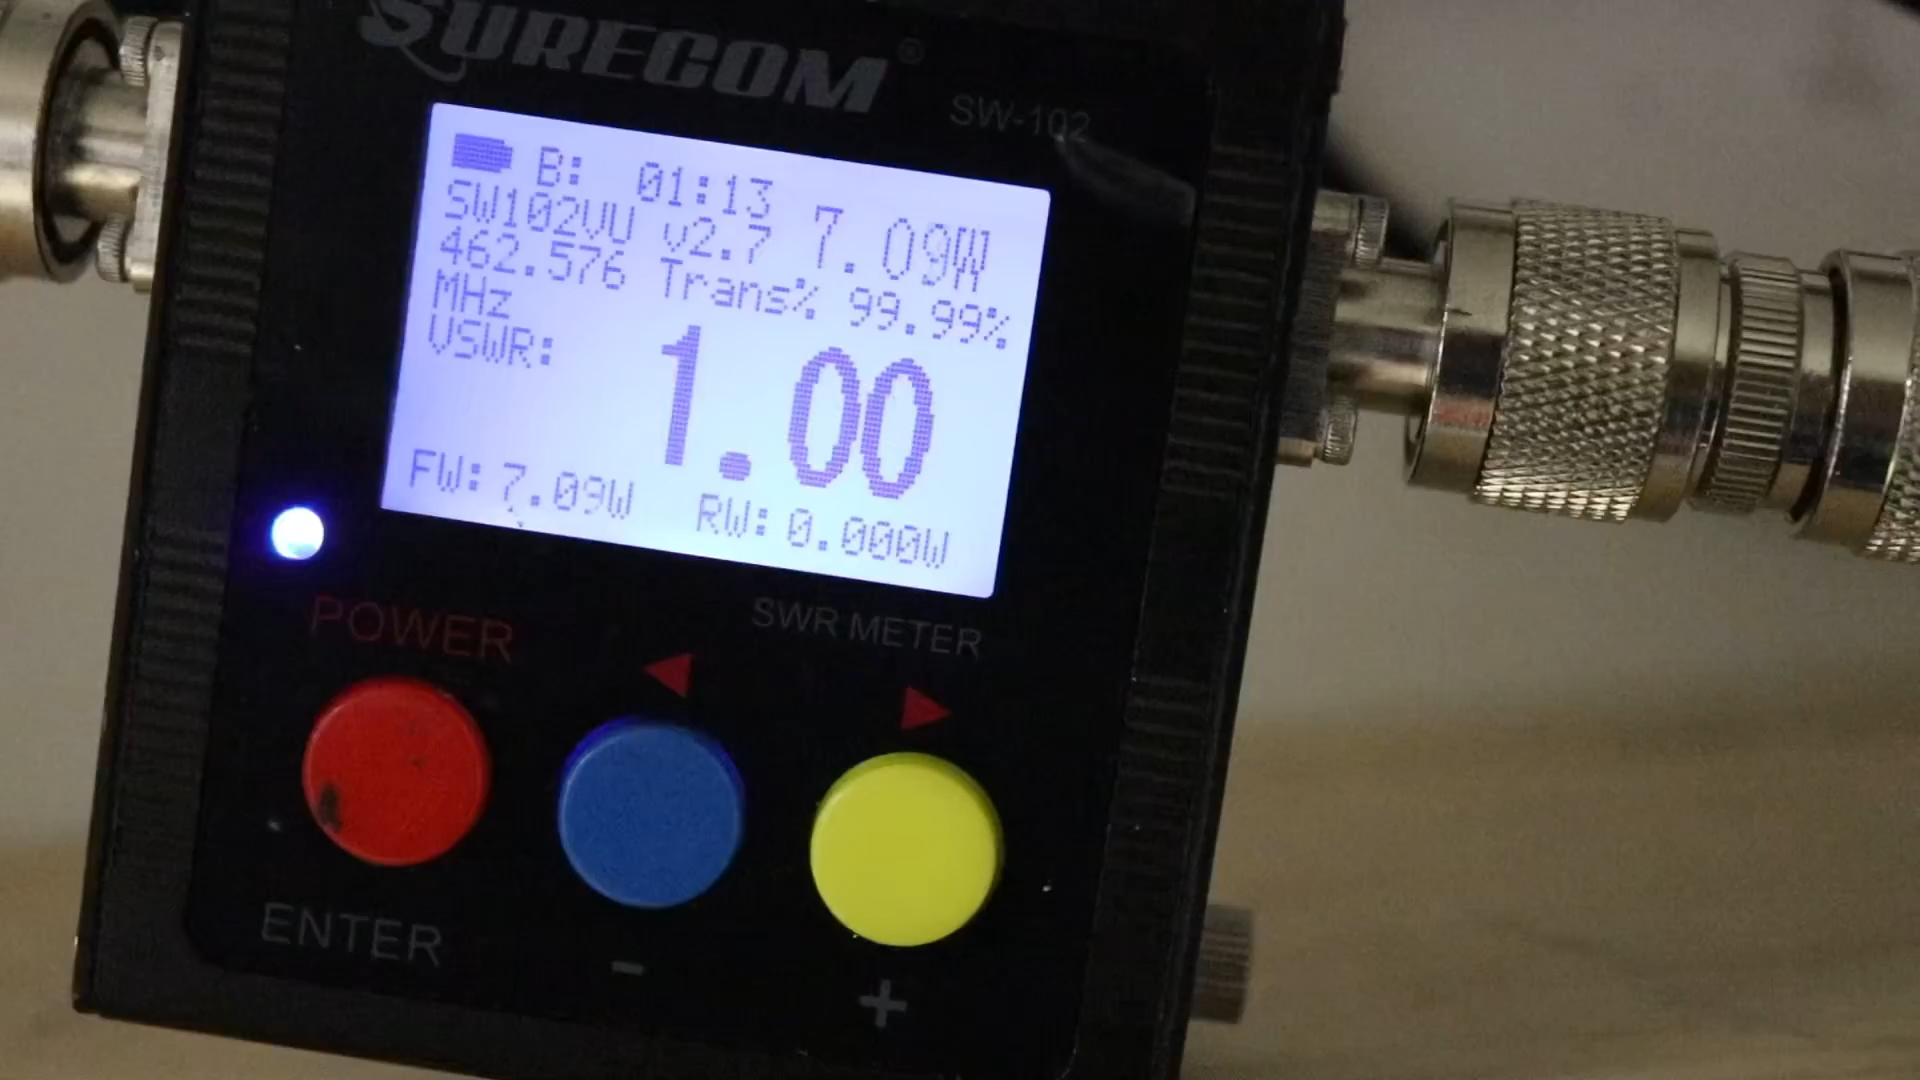 SURECOM®
SW-102
B: 01:13
SW102VU v2.7 7.09W
462.576 Trans% 99.99%
MHz
VSWR: 1.00
FW: 7.09W RW: 0.000W
SWR METER
POWER
ENTER
-
+